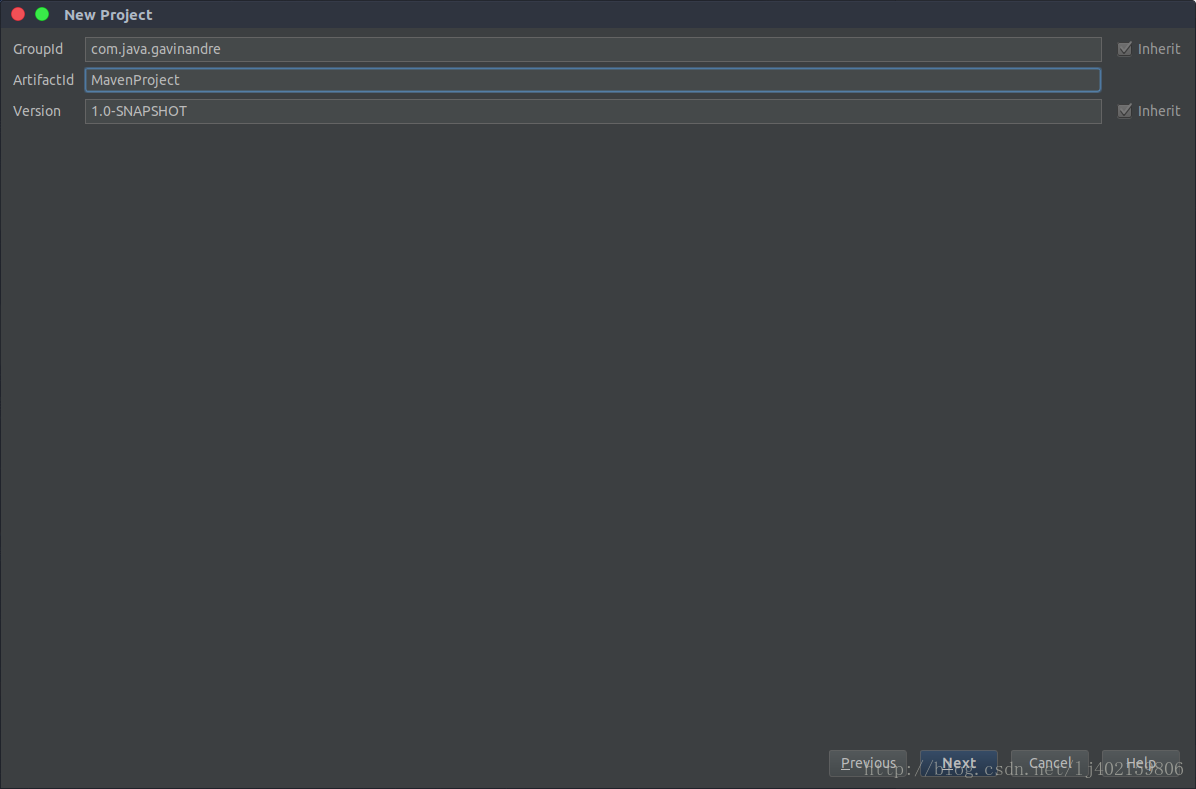 New Project
GroupId com.java.gavinandre Inherit
ArtifactId MavenProject
Version 1.0-SNAPSHOT Inherit
Previous Next Cancel Help
http://blog.csdn.net/lj402159806